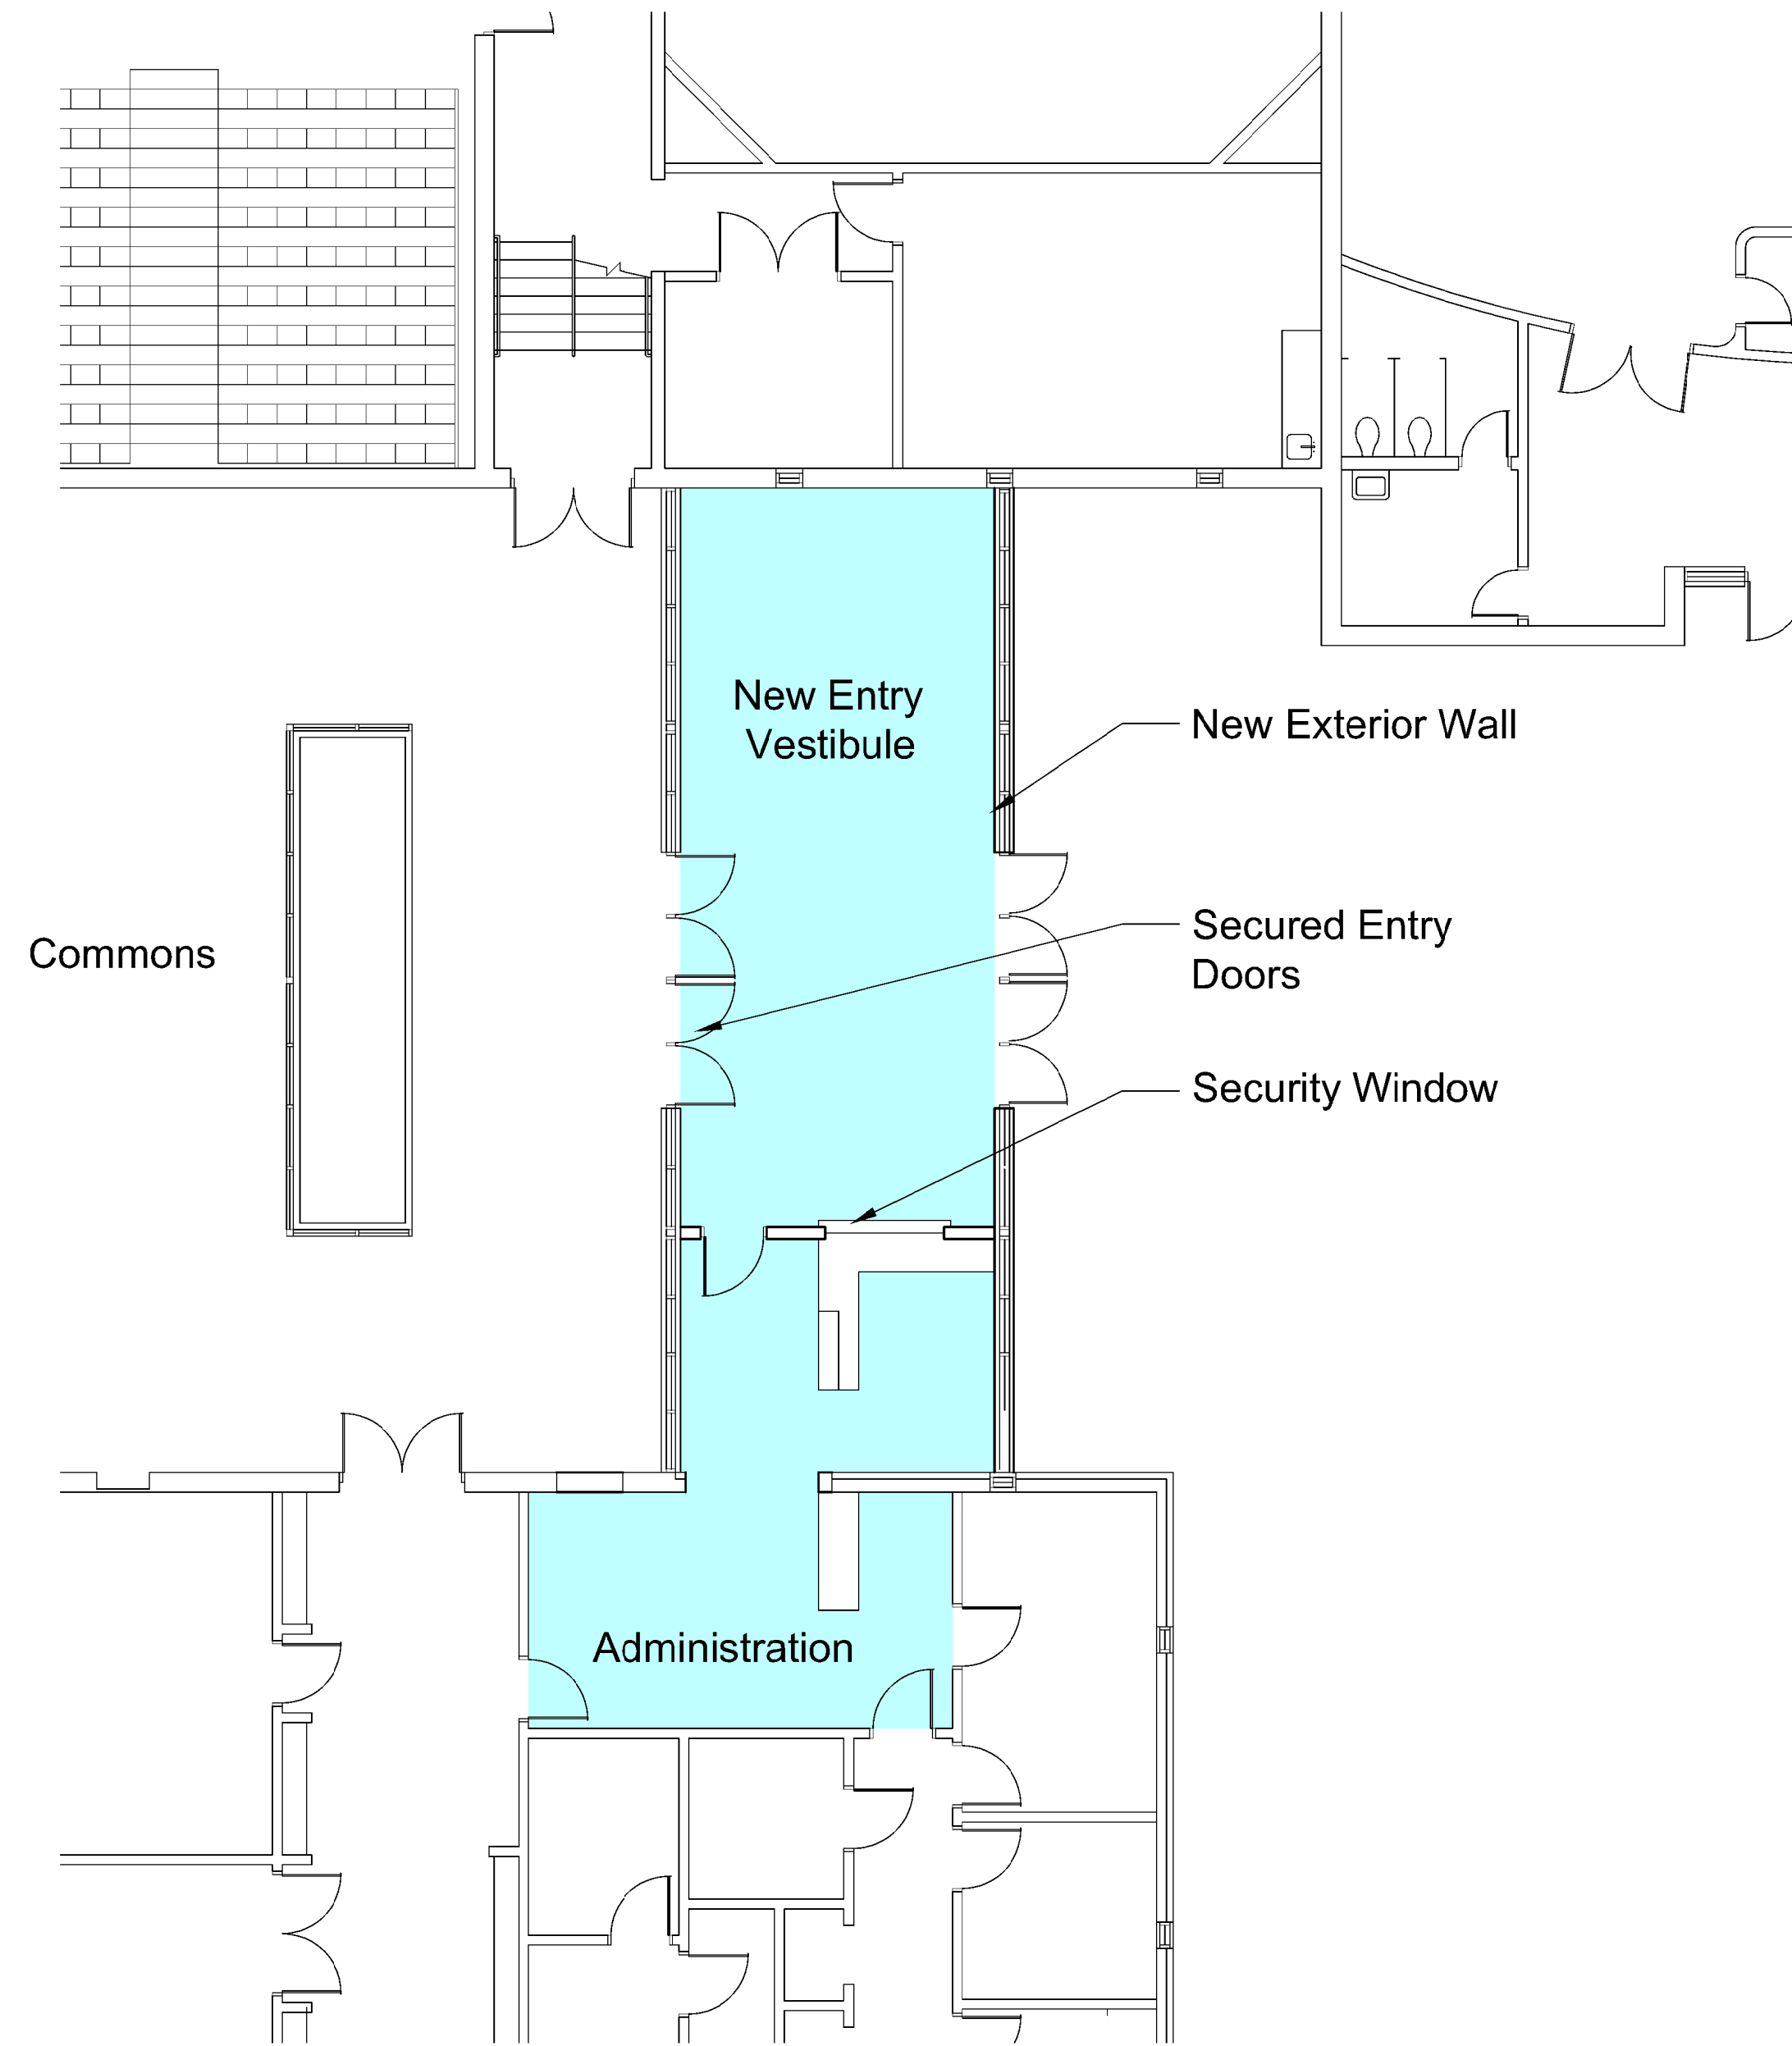 New Entry
Vestibule
New Exterior Wall
Commons
Secured Entry
Doors
Security Window
Administration